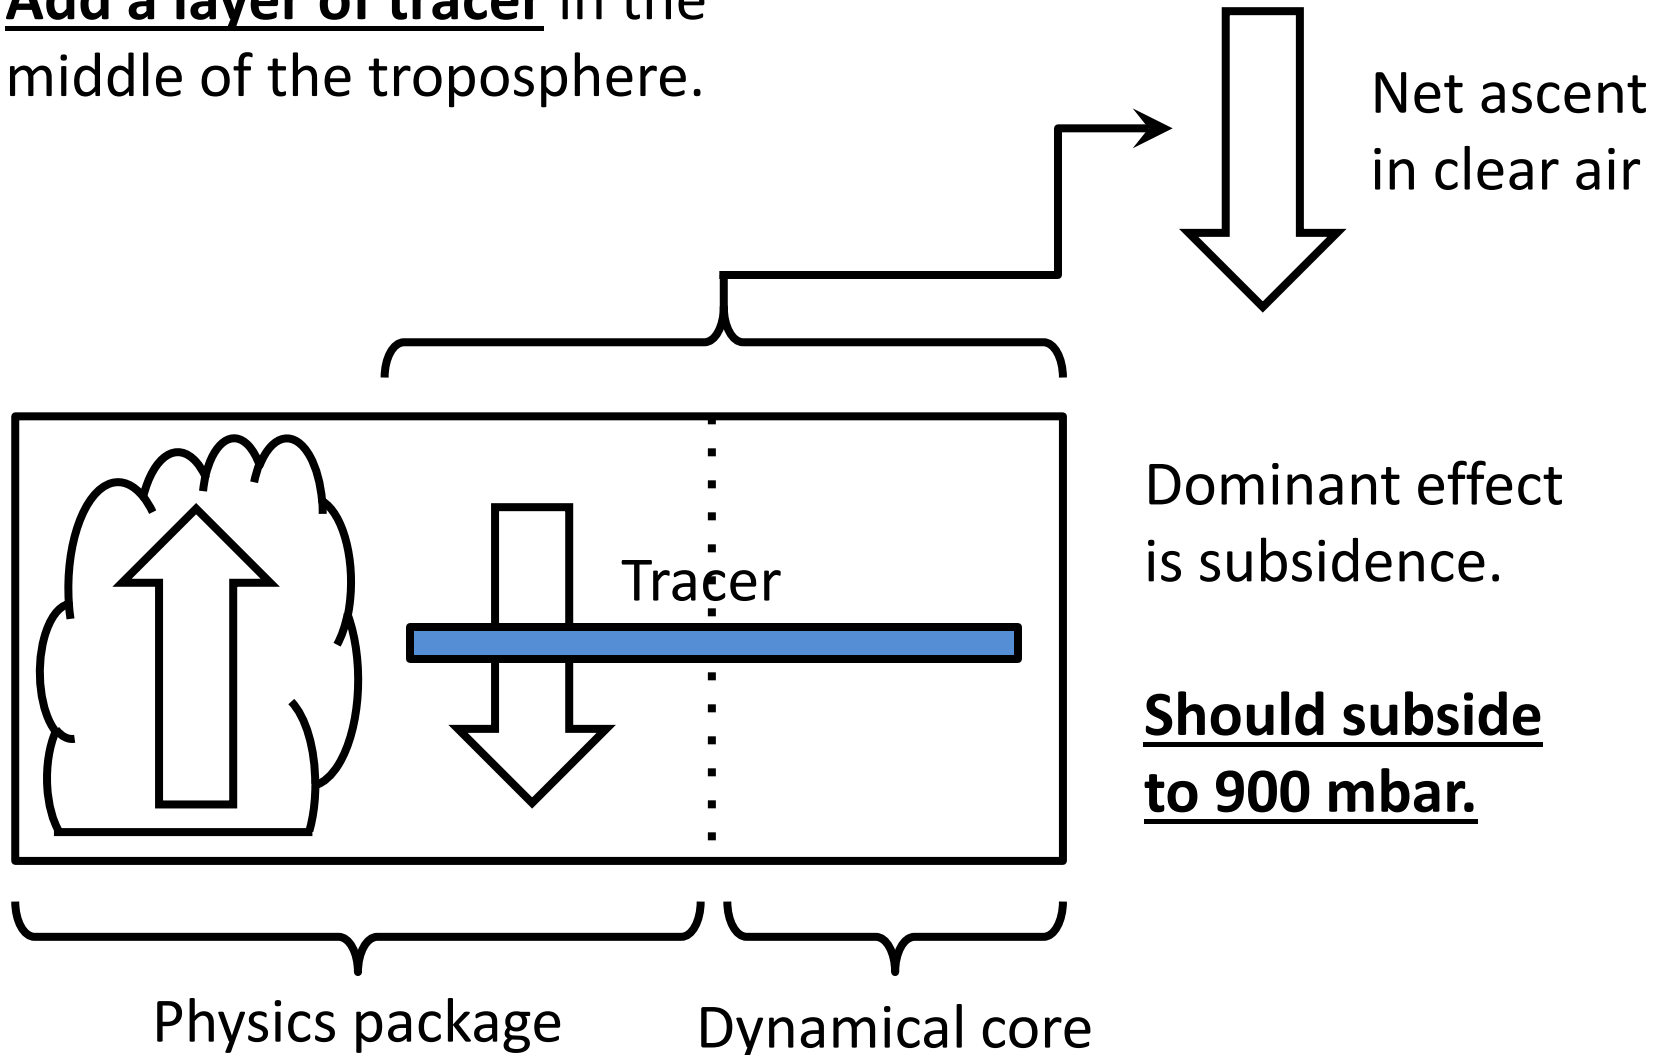 Add a layer of tracer in the
middle of the troposphere.
Net ascent
in clear air
Tracer
Dominant effect
is subsidence.
Should subside
to 900 mbar.
Physics package
Dynamical core